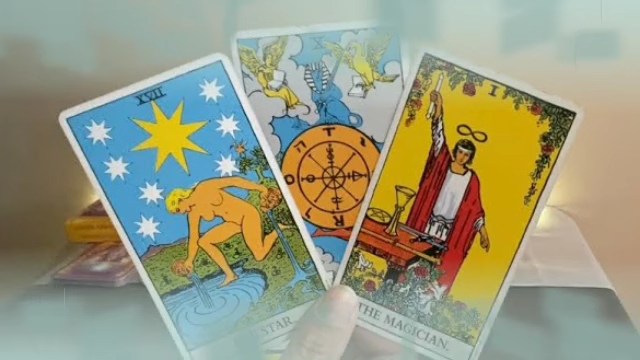 XVII
STAR
X
I
THE MAGICIAN.